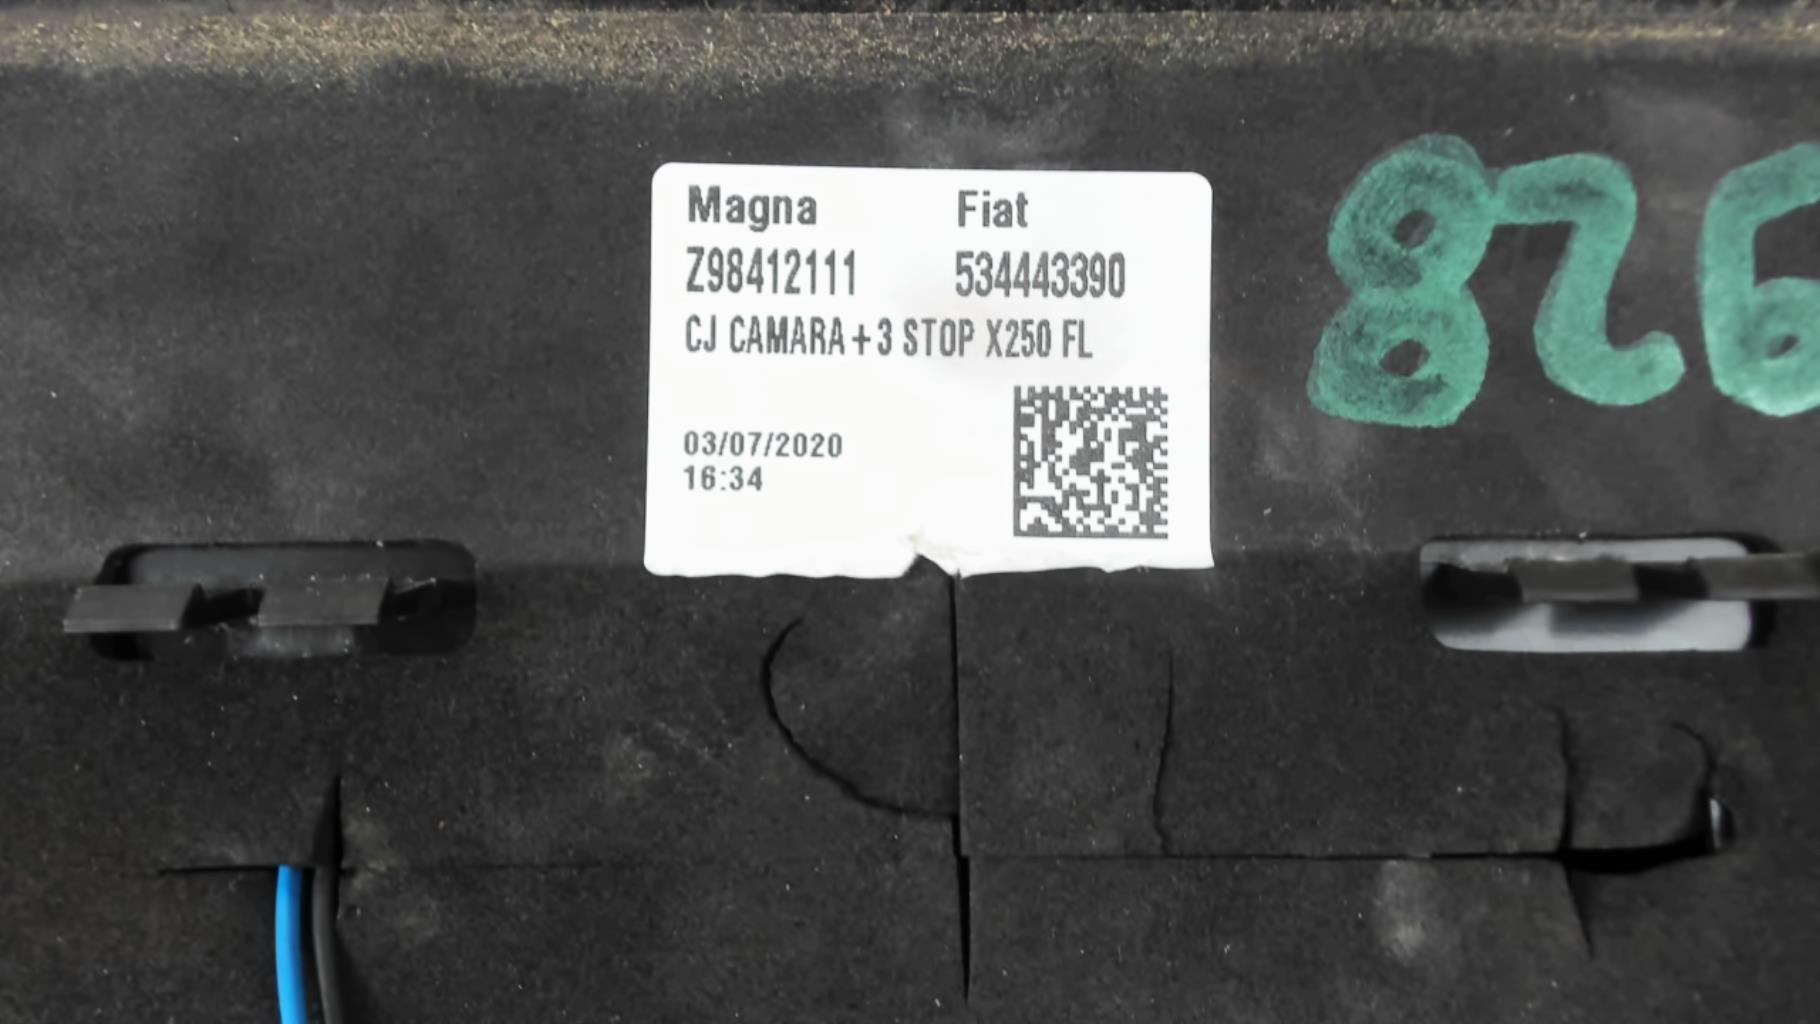 Magna Fiat
Z98412111 534443390
CJ CAMARA+3 STOP X250 FL
03/07/2020
16:34
826